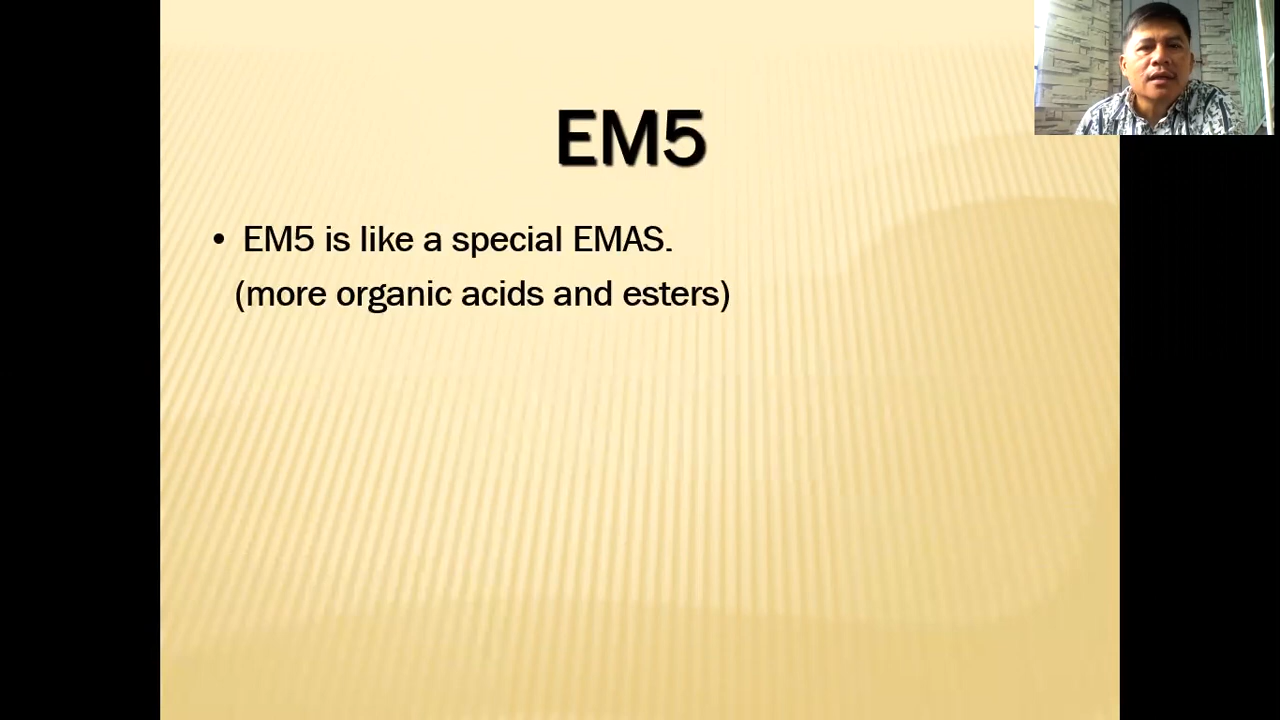 EM5
• EM5 is like a special EMAS.
(more organic acids and esters)